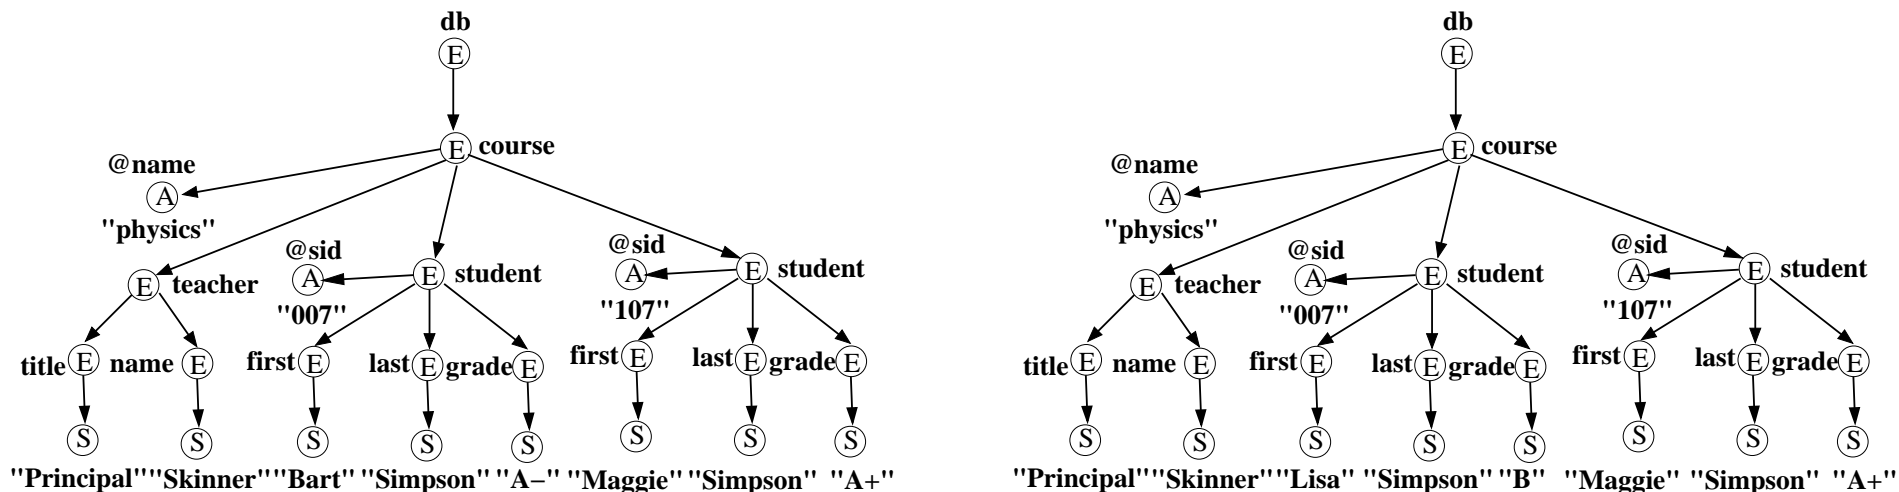 db
E
E course
@name
A
"physics"
E teacher
@sid
A
"007"
E student
@sid
A
"107"
E student
title E name E first E last E grade E first E last E grade E
S S S S S S S S
"Principal" "Skinner" "Bart" "Simpson" "A−" "Maggie" "Simpson" "A+"
db
E
E course
@name
A
"physics"
E teacher
@sid
A
"007"
E student
@sid
A
"107"
E student
title E name E first E last E grade E first E last E grade E
S S S S S S S S
"Principal" "Skinner" "Lisa" "Simpson" "B" "Maggie" "Simpson" "A+"